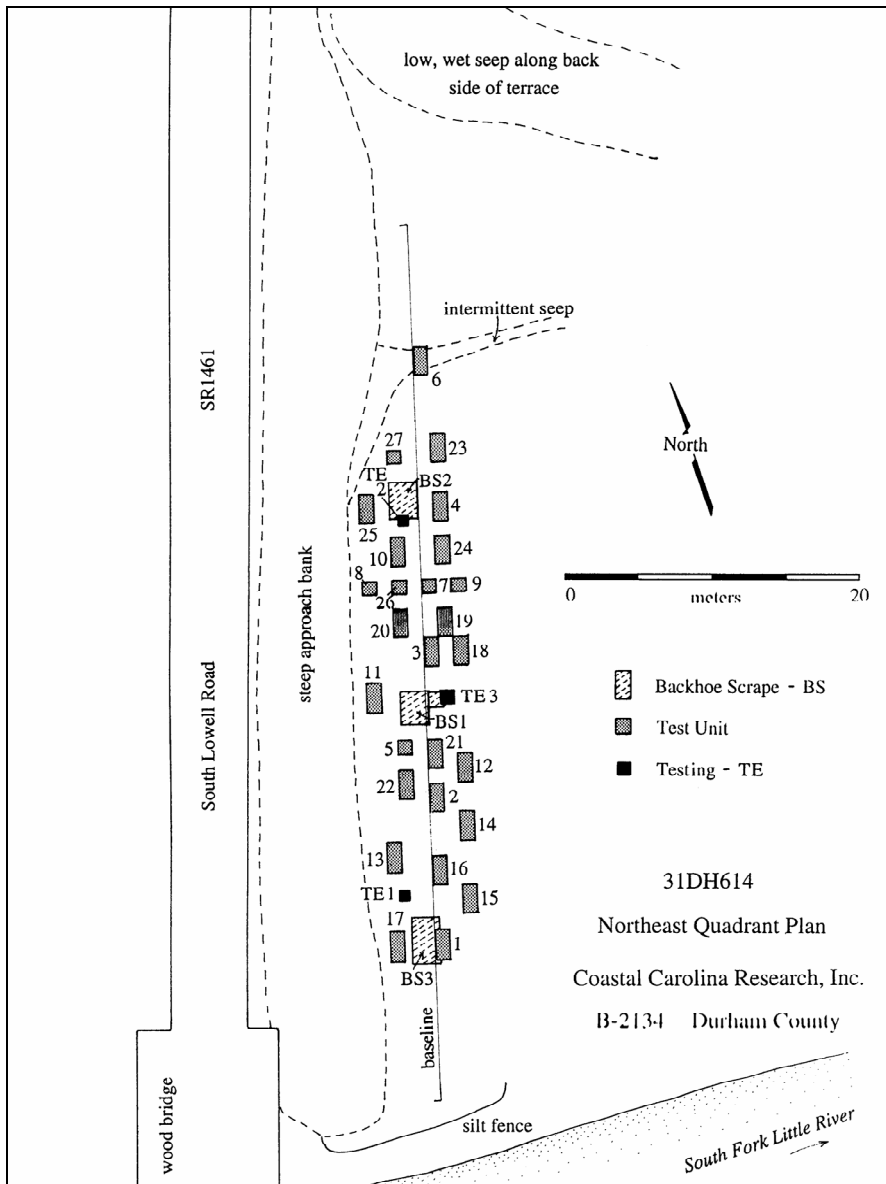 low, wet seep along back
side of terrace
intermittent seep
SR1461
6
North
27
23
TE
2
BS2
4
25
10
24
8
26
7
9
0
meters
20
20
19
3
18
steep approach bank
11
TE 3
BS1
Backhoe Scrape - BS
Test Unit
Testing - TE
5
21
12
22
2
South Lowell Road
14
13
16
TE1
15
17
1
BS3
31DH614
Northeast Quadrant Plan
Coastal Carolina Research, Inc.
B-2134 Durham County
baseline
wood bridge
silt fence
South Fork Little River